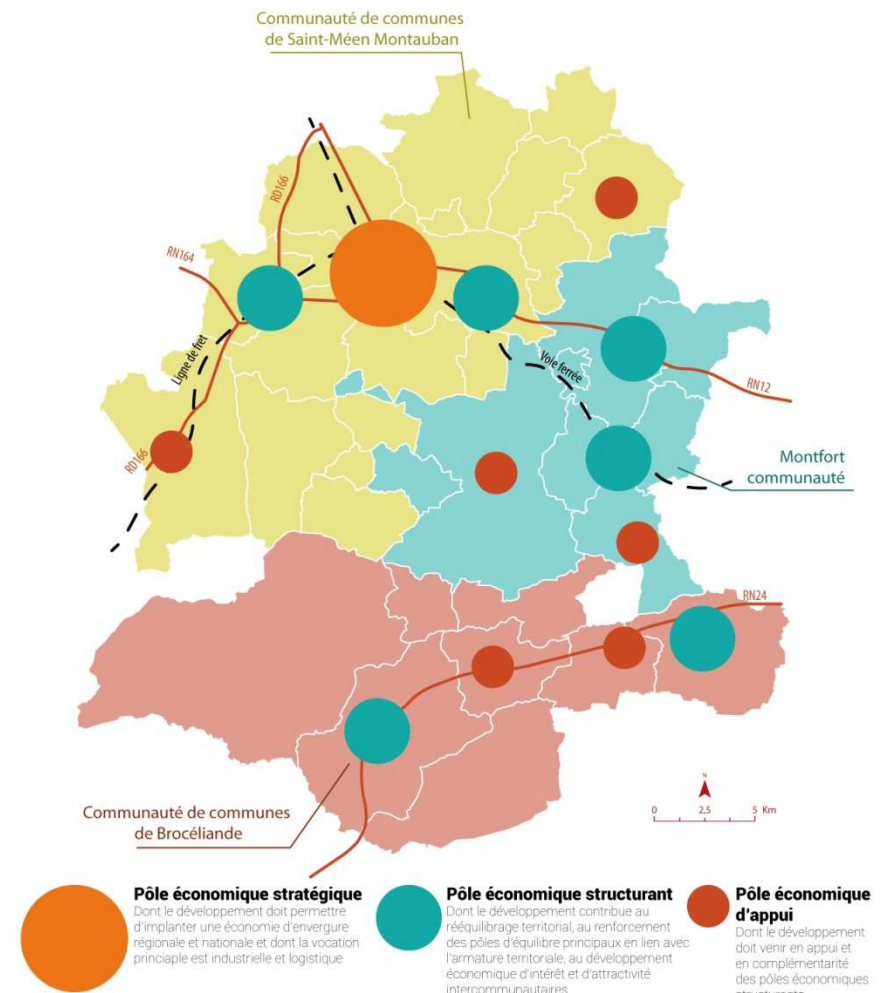 Communauté de communes
de Saint-Méen Montauban
RD166
RN164
Ligne de fret
Voie ferrée
RN12
RD166
Montfort
communauté
RN24
Communauté de communes
de Brocéliande
N
0 2,5 5 Km
Pôle économique stratégique
Dont le développement doit permettre
d'implanter une économie d'envergure
régionale et nationale et dont la vocation
princiaple est industrielle et logistique
Pôle économique structurant
Dont le développement contribue au
rééquilibrage territorial, au renforcement
des pôles d'équilibre principaux en lien avec
l'armature territoriale, au développement
économique d'intérêt et d'attractivité
intercommunautaires
Pôle économique
d'appui
Dont le développement
doit venir en appui et
en complémentarité
des pôles économiques
structurants